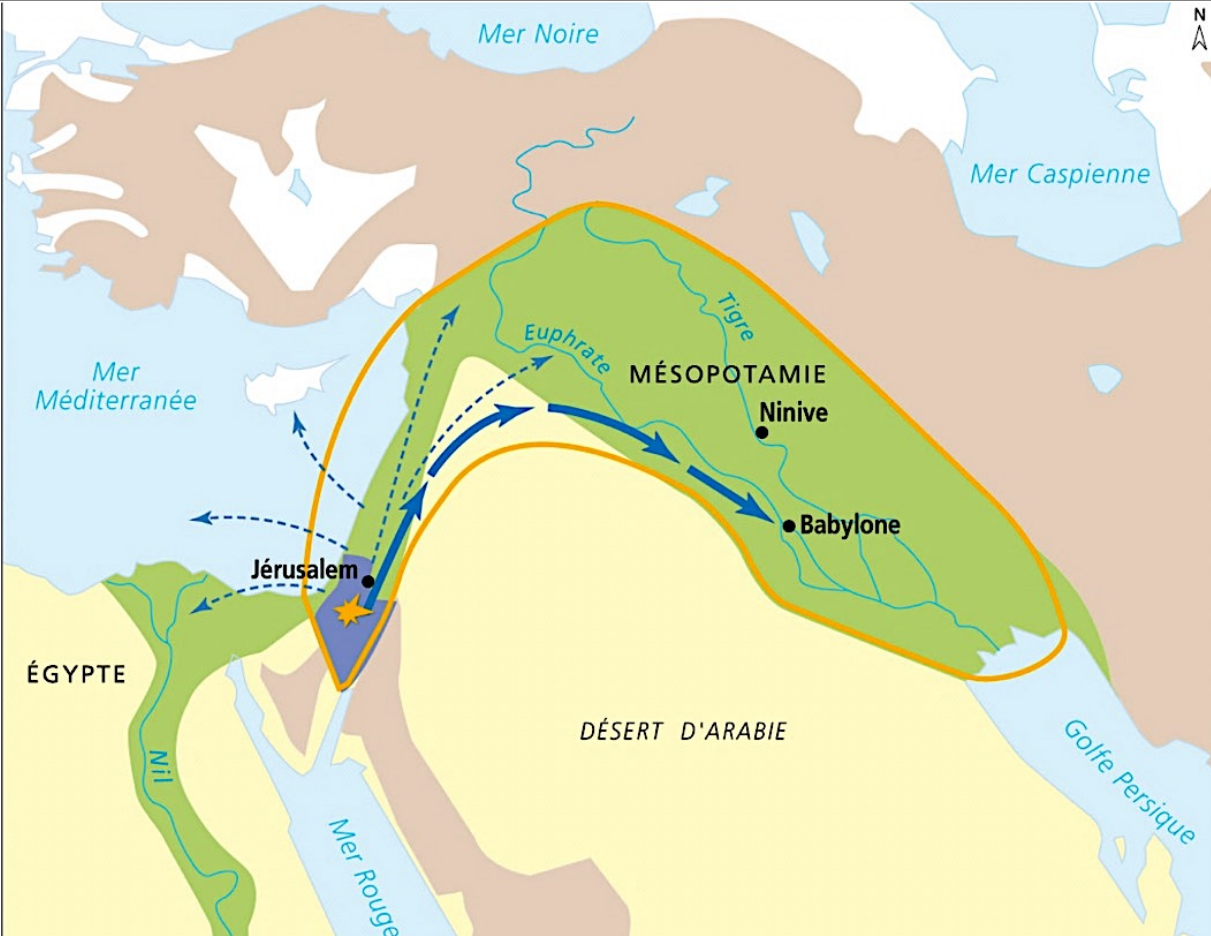 N
Mer Noire
Mer Caspienne
Tigre
Euphrate
Mer
Méditerranée
MÉSOPOTAMIE
Ninive
Babylone
Jérusalem
ÉGYPTE
DÉSERT D'ARABIE
Nil
Golfe Persique
Mer Rouge